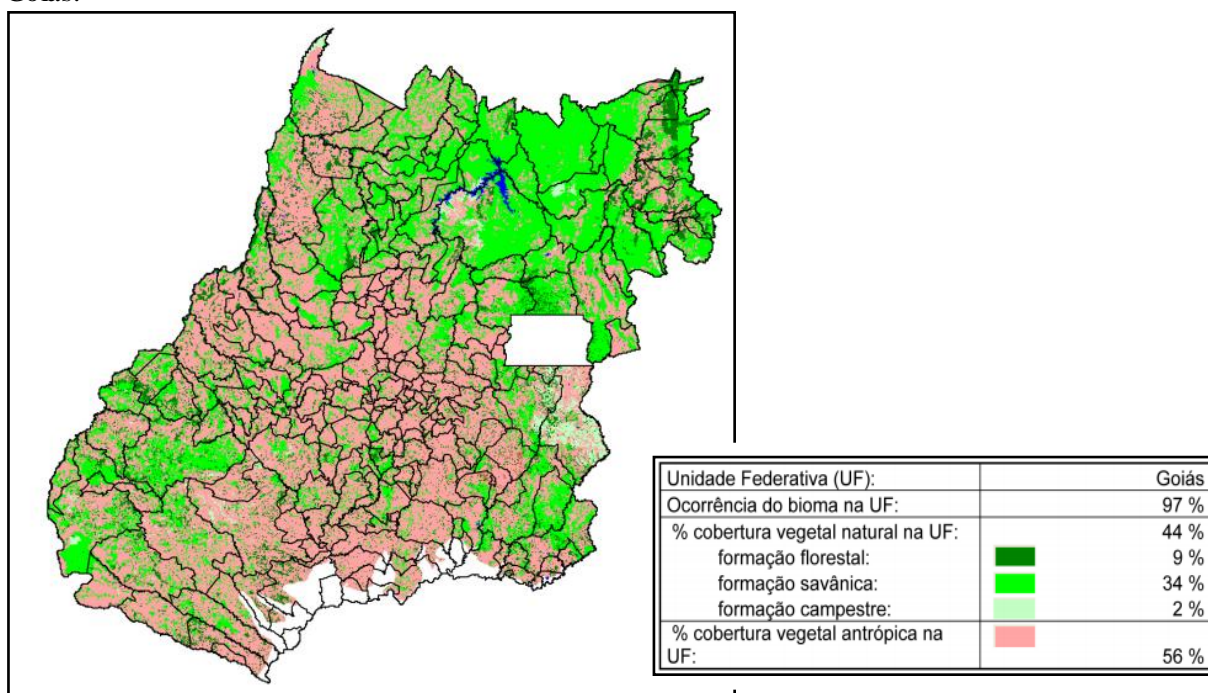 Goiás.
Unidade Federativa (UF): Goiás
Ocorrência do bioma na UF: 97 %
% cobertura vegetal natural na UF: 44 %
formação florestal: 9 %
formação savânica: 34 %
formação campestre: 2 %
% cobertura vegetal antrópica na
UF: 56 %